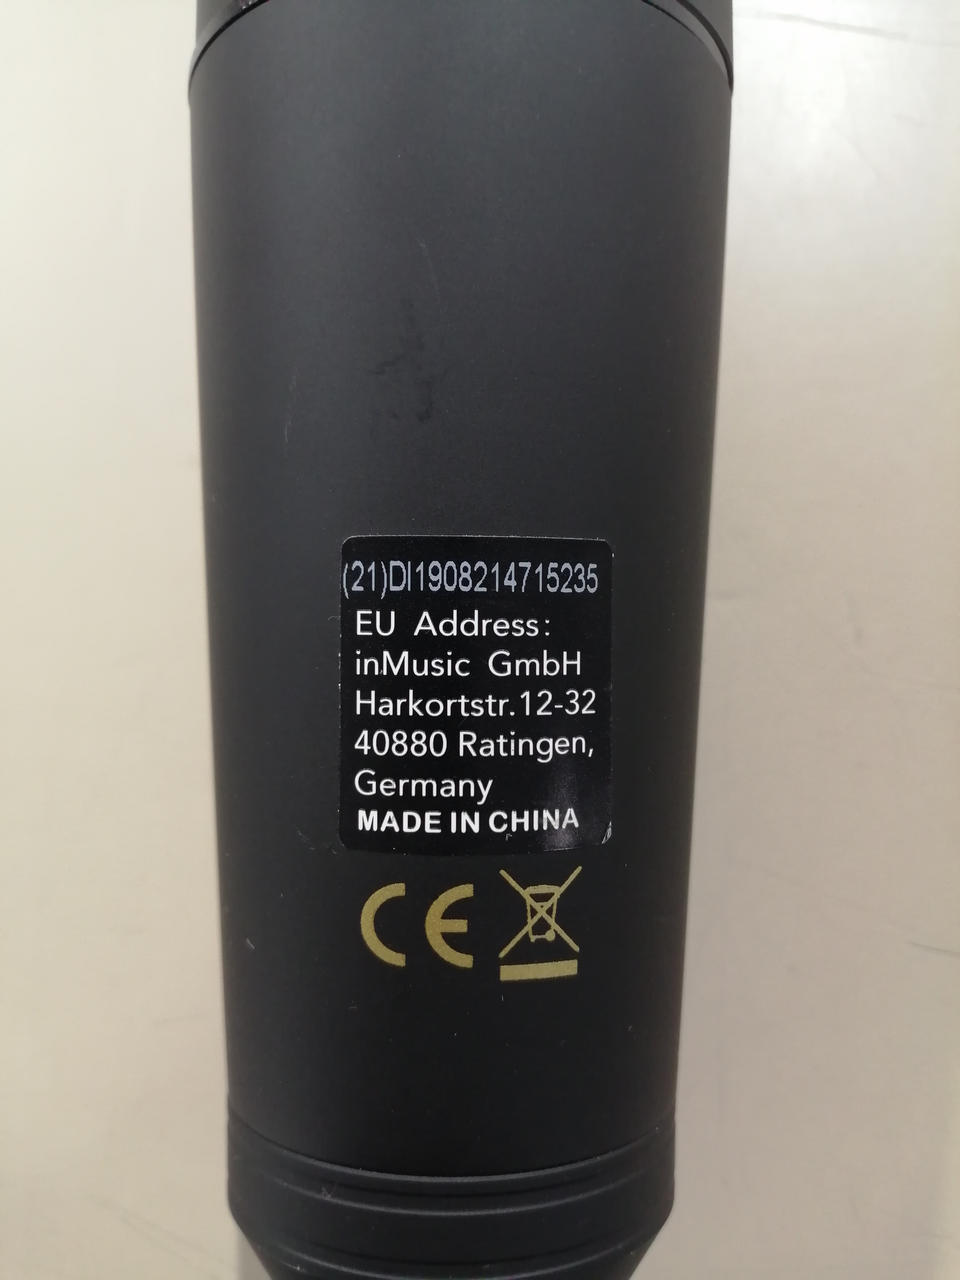 (21)DI1908214715235
EU Address:
inMusic GmbH
Harkortstr.12-32
40880 Ratingen,
Germany
MADE IN CHINA
CE